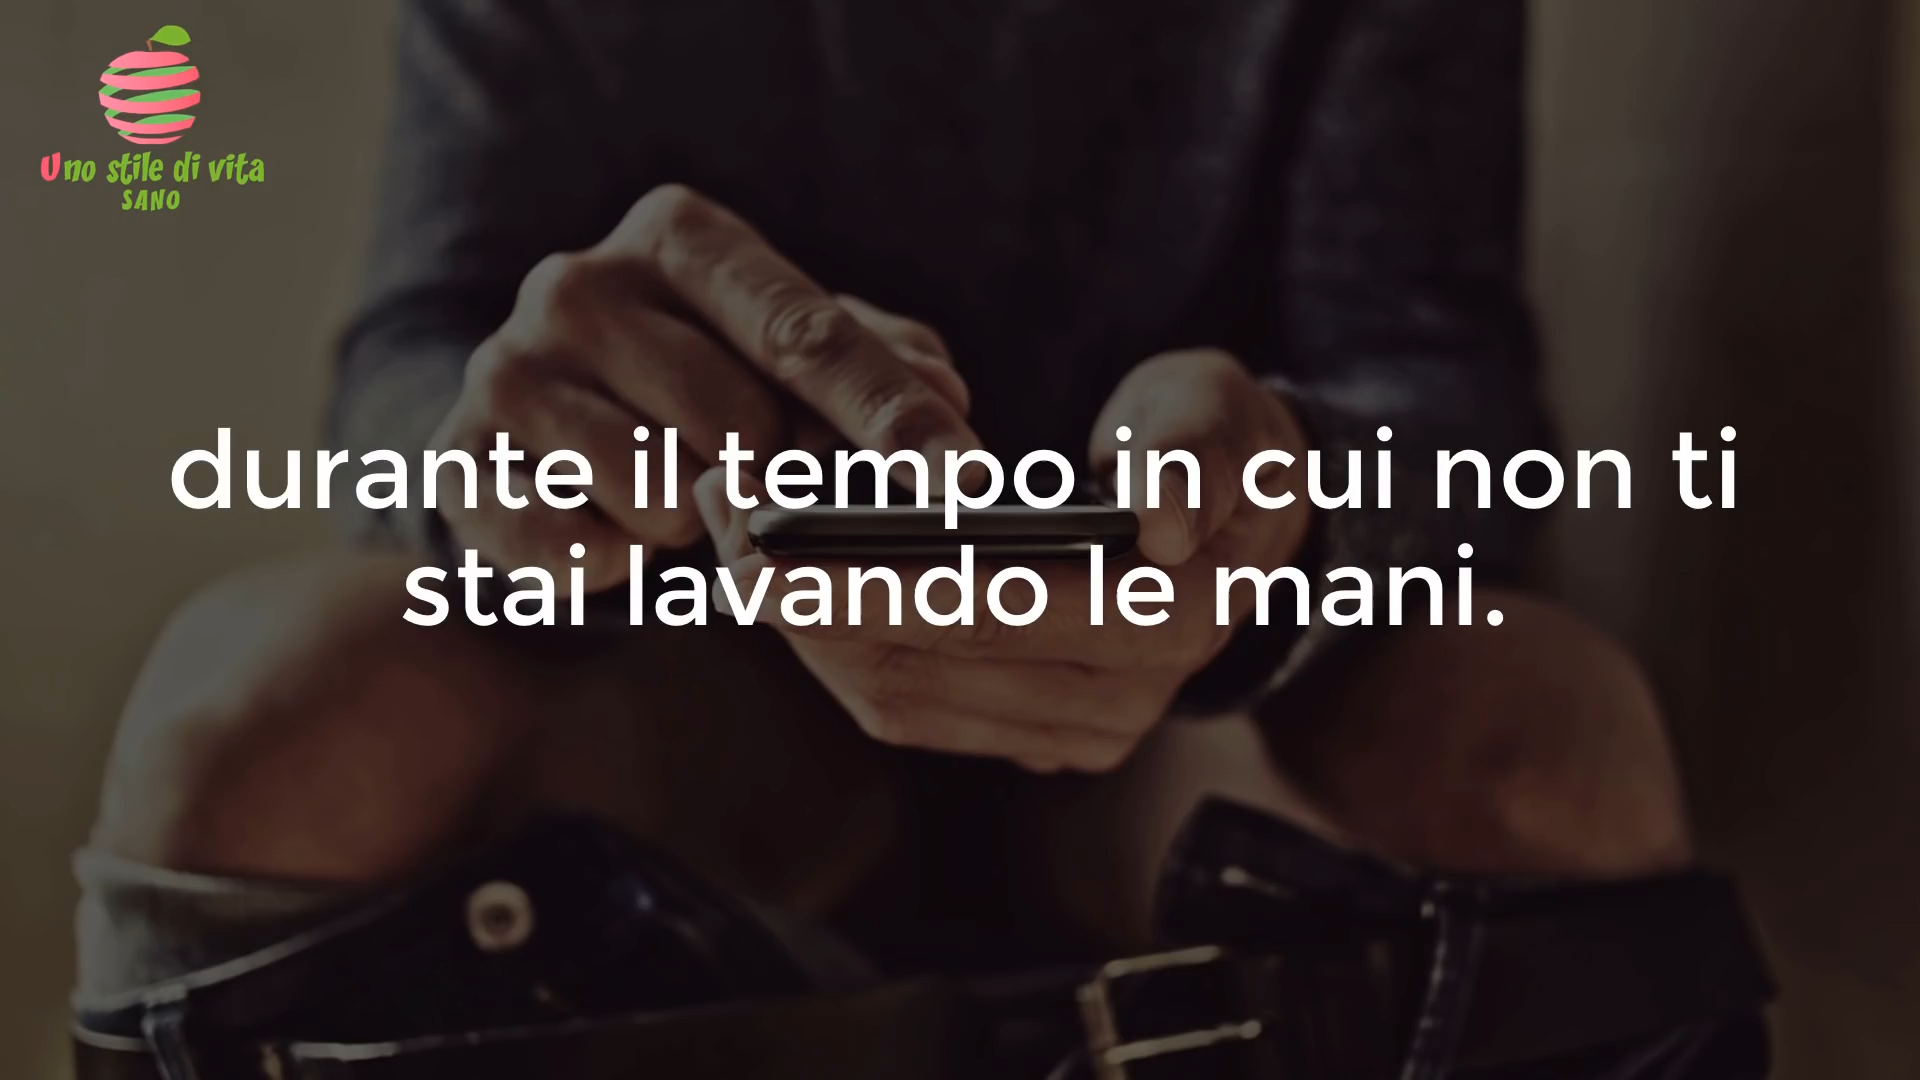 Uno stile di vita
SANO
durante il tempo in cui non ti
stai lavando le mani.